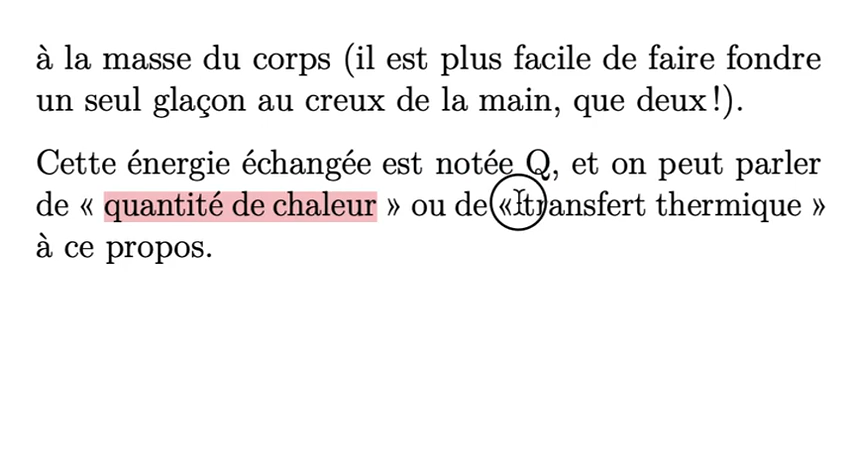 à la masse du corps (il est plus facile de faire fondre
un seul glaçon au creux de la main, que deux !).
Cette énergie échangée est notée Q, et on peut parler
de « quantité de chaleur » ou de « transfert thermique »
à ce propos.